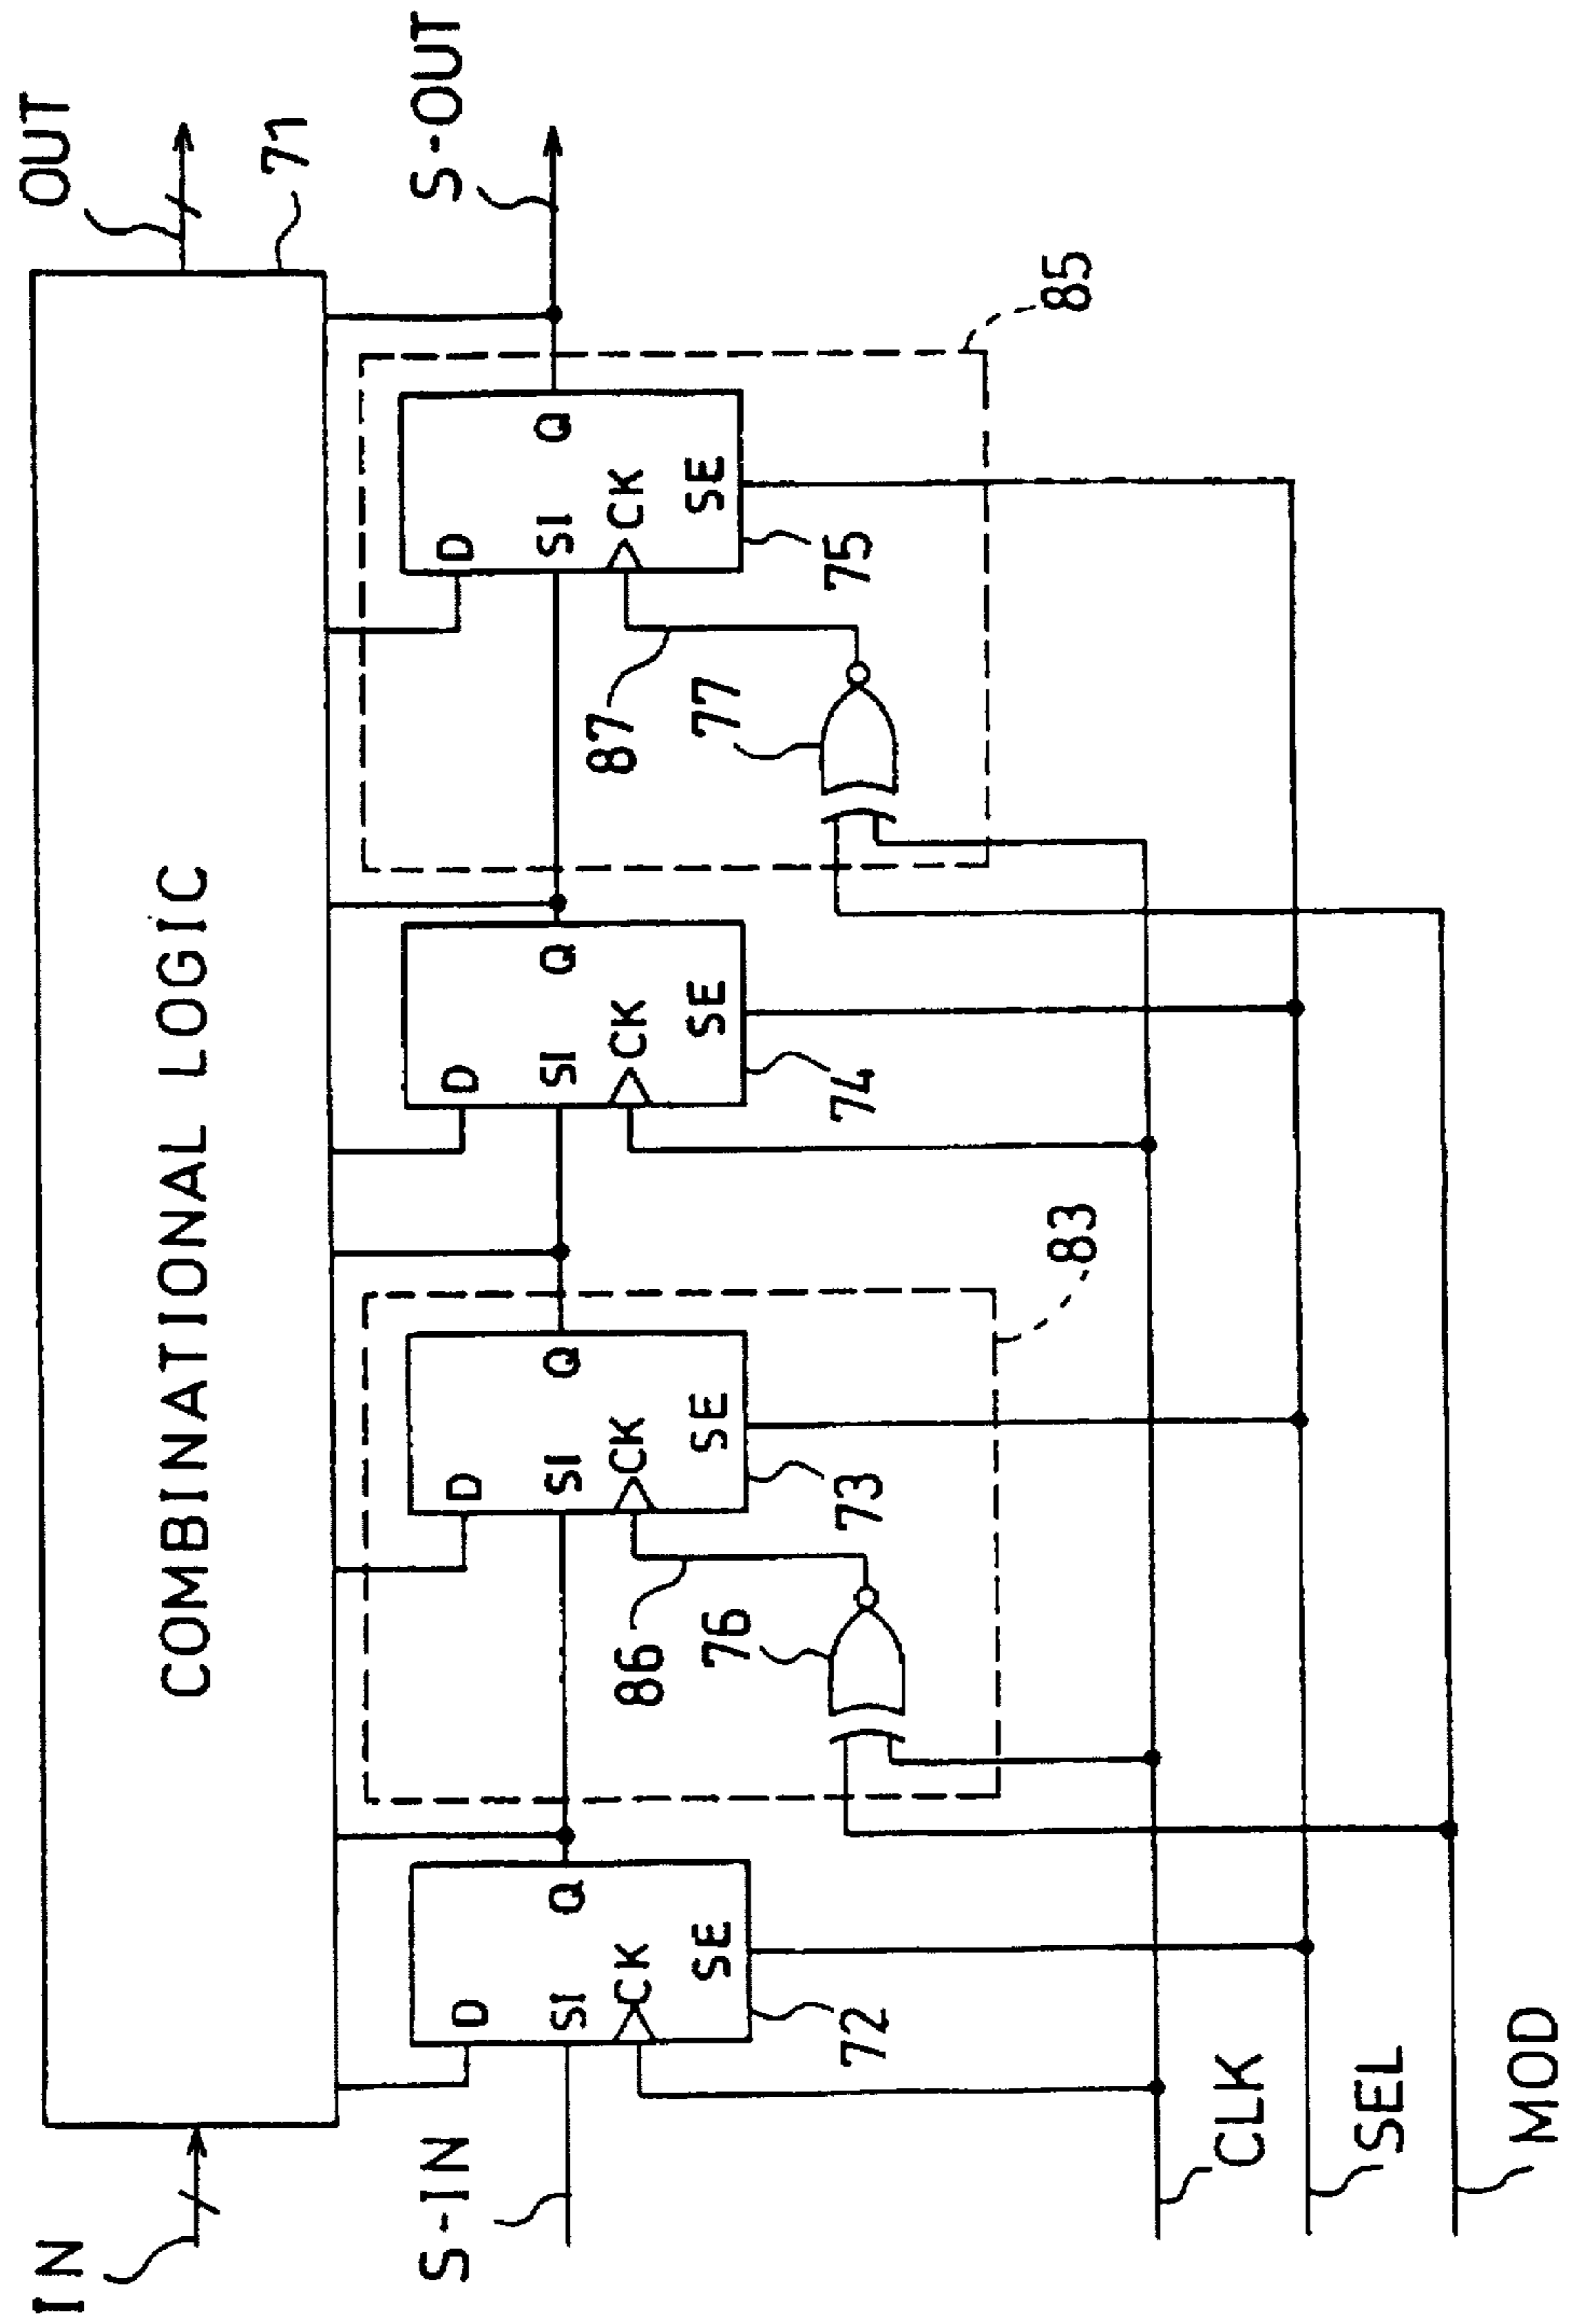 IN
OUT
COMBINATIONAL LOGIC
71
S-IN
S-OUT
D
SI
Q
CK
SE
72
D
SI
Q
CK
SE
73
86
76
83
D
SI
Q
CK
SE
74
D
SI
Q
CK
SE
75
87
77
85
CLK
SEL
MOD